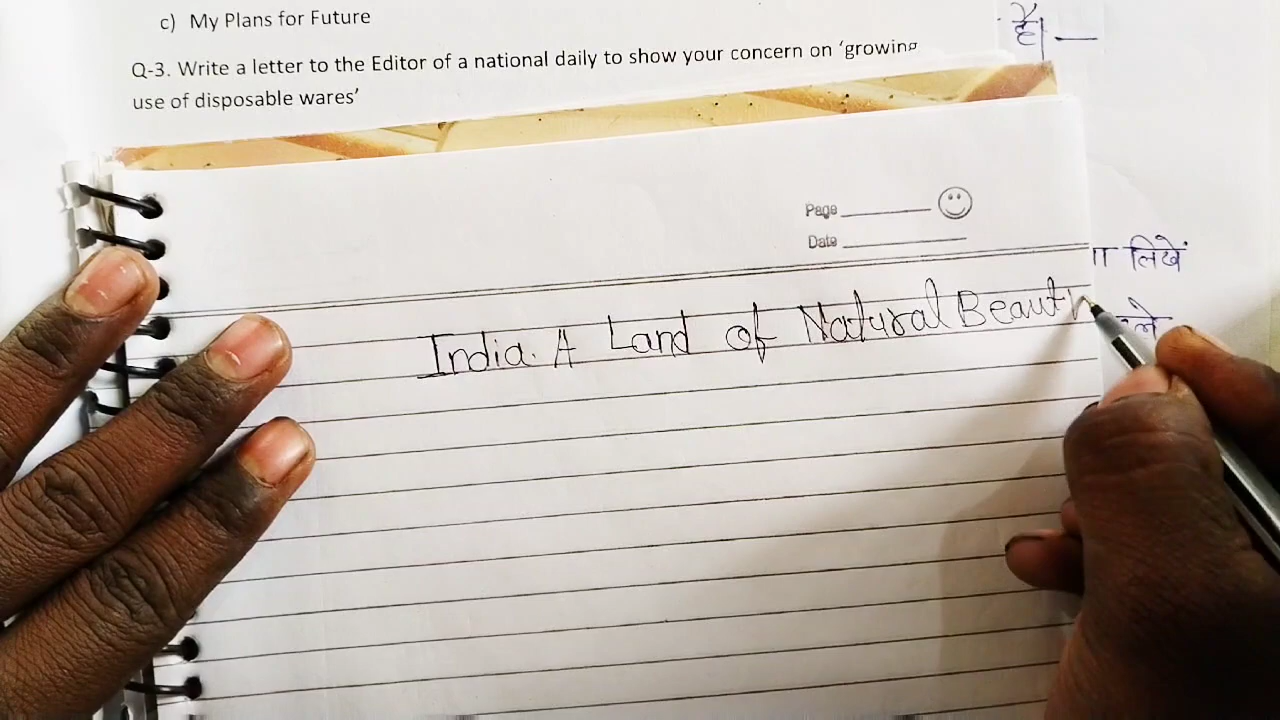 c) My Plans for Future
Q-3. Write a letter to the Editor of a national daily to show your concern on ‘growing
use of disposable wares’
है।
Page
Date
लिखें
India. A Land of Natural Beauty